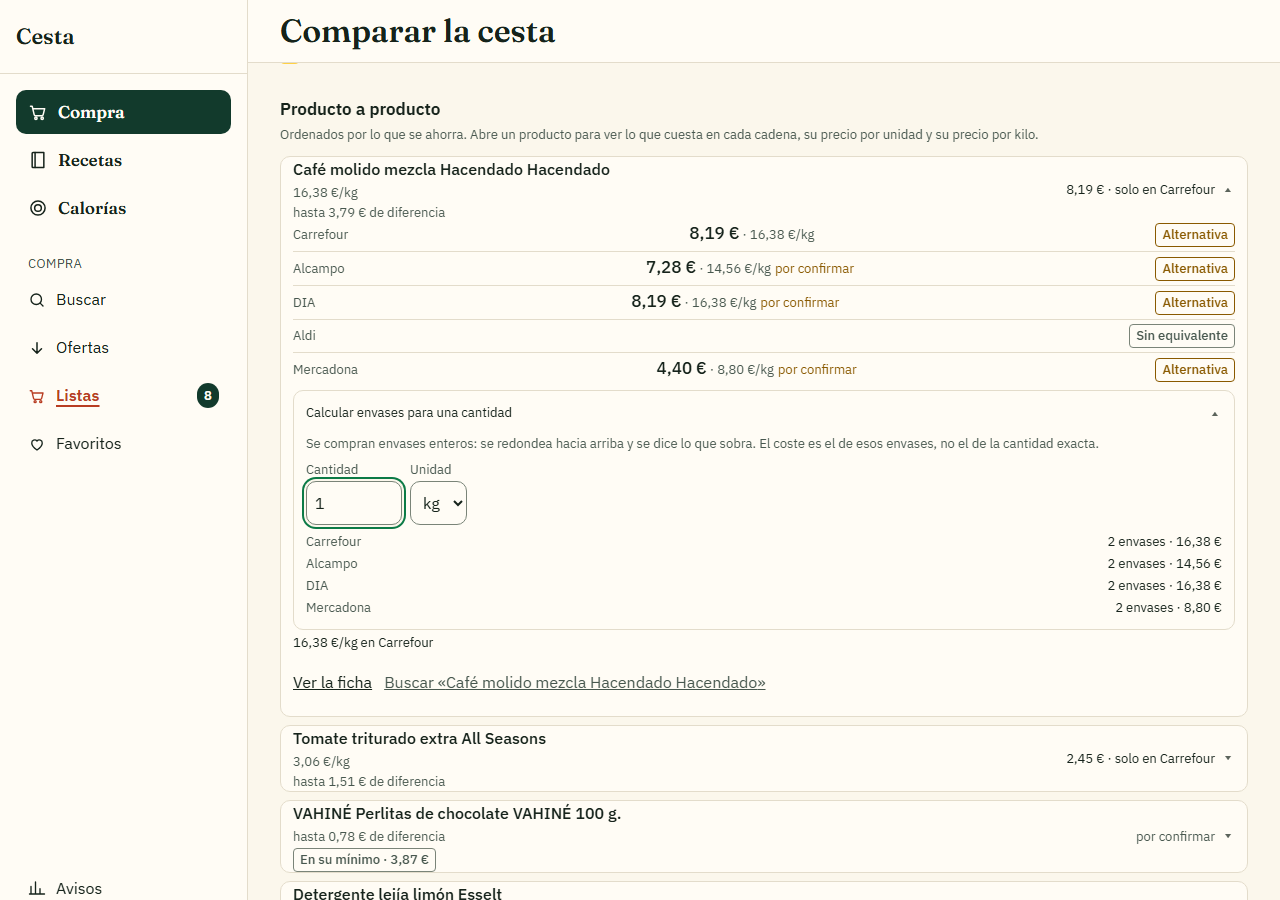 Cesta
Comparar la cesta
Compra
Recetas
Calorías
COMPRA
Buscar
Ofertas
Listas
8
Favoritos
Avisos
Producto a producto
Ordenados por lo que se ahorra. Abre un producto para ver lo que cuesta en cada cadena, su precio por unidad y su precio por kilo.
Café molido mezcla Hacendado Hacendado
16,38 €/kg
hasta 3,79 € de diferencia
8,19 € · solo en Carrefour
Carrefour 8,19 € · 16,38 €/kg Alternativa
Alcampo 7,28 € · 14,56 €/kg por confirmar Alternativa
DIA 8,19 € · 16,38 €/kg por confirmar Alternativa
Aldi Sin equivalente
Mercadona 4,40 € · 8,80 €/kg por confirmar Alternativa
Calcular envases para una cantidad
Se compran envases enteros: se redondea hacia arriba y se dice lo que sobra. El coste es el de esos envases, no el de la cantidad exacta.
Cantidad Unidad
1 kg
Carrefour 2 envases · 16,38 €
Alcampo 2 envases · 14,56 €
DIA 2 envases · 16,38 €
Mercadona 2 envases · 8,80 €
16,38 €/kg en Carrefour
Ver la ficha Buscar «Café molido mezcla Hacendado Hacendado»
Tomate triturado extra All Seasons
3,06 €/kg
hasta 1,51 € de diferencia
2,45 € · solo en Carrefour
VAHINÉ Perlitas de chocolate VAHINÉ 100 g.
hasta 0,78 € de diferencia
En su mínimo · 3,87 €
por confirmar
Detergente lejía limón Esselt